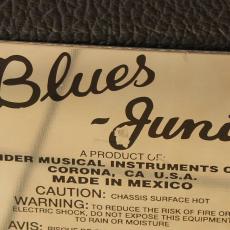 Blues
-Juni
A PRODUCT OF:
NDER MUSICAL INSTRUMENTS C
CORONA, CA U.S.A.
MADE IN MEXICO
CAUTION: CHASSIS SURFACE HOT
WARNING: TO REDUCE THE RISK OF FIRE OR
ELECTRIC SHOCK, DO NOT EXPOSE THIS EQUIPMENT
TO RAIN OR MOISTURE.
AVIS: